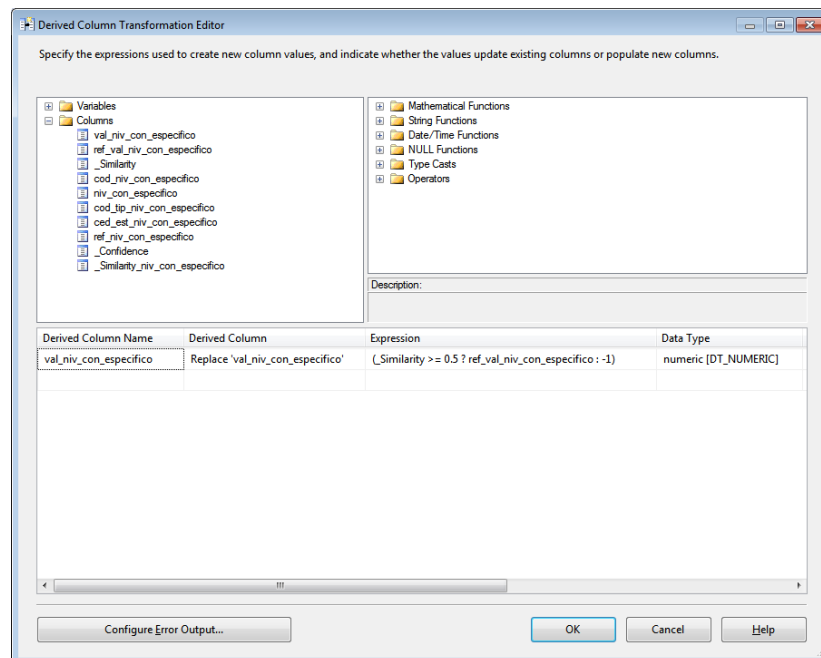 Derived Column Transformation Editor
Specify the expressions used to create new column values, and indicate whether the values update existing columns or populate new columns.
Variables
Columns
val_niv_con_especifico
ref_val_niv_con_especifico
_Similarity
cod_niv_con_especifico
niv_con_especifico
cod_tip_niv_con_especifico
ced_est_niv_con_especifico
ref_niv_con_especifico
_Confidence
_Similarity_niv_con_especifico
Mathematical Functions
String Functions
Date/Time Functions
NULL Functions
Type Casts
Operators
Description:
Derived Column Name Derived Column Expression Data Type
val_niv_con_especifico Replace 'val_niv_con_especifico' (_Similarity >= 0.5 ? ref_val_niv_con_especifico : -1) numeric [DT_NUMERIC]
Configure Error Output... OK Cancel Help